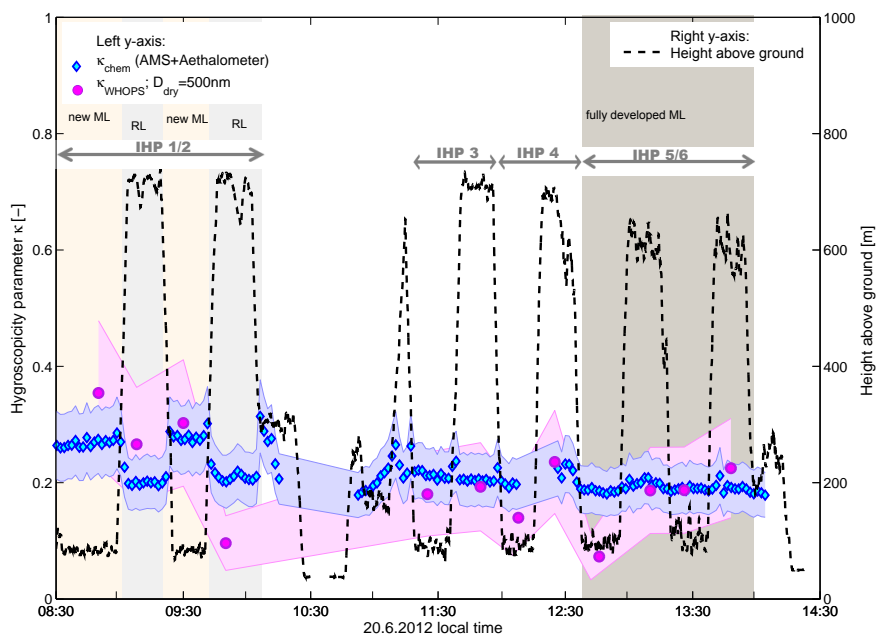 Left y-axis:
κchem (AMS+Aethalometer)
κWHOPS; Ddry=500nm
Right y-axis:
Height above ground
new ML
RL
new ML
RL
fully developed ML
IHP 1/2
IHP 3
IHP 4
IHP 5/6
Hygroscopicity parameter κ [−]
1
0.8
0.6
0.4
0.2
0
Height above ground [m]
1000
800
600
400
200
0
08:30
09:30
10:30
11:30
12:30
13:30
14:30
20.6.2012 local time